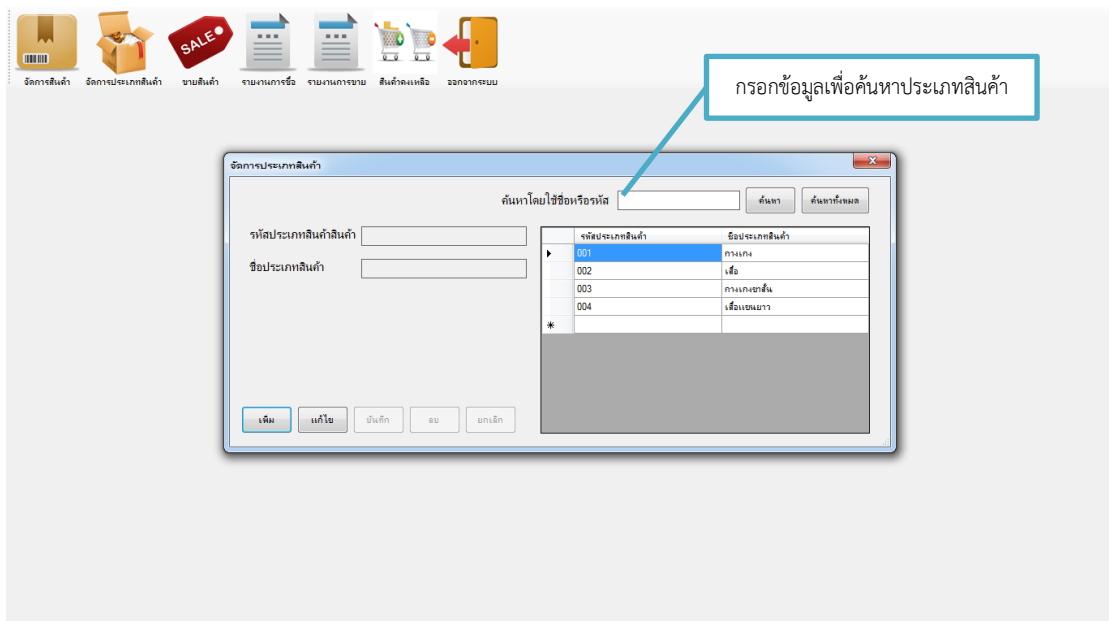 SALE
จัดการสินค้า จัดการประเภทสินค้า ขายสินค้า รายงานการซื้อ รายงานการขาย สินค้าคงเหลือ ออกจากระบบ
กรอกข้อมูลเพื่อค้นหาประเภทสินค้า
จัดการประเภทสินค้า
ค้นหาโดยใช้ชื่อหรือรหัส ค้นหา ค้นหาทั้งหมด
รหัสประเภทสินค้าสินค้า
ชื่อประเภทสินค้า
รหัสประเภทสินค้า ชื่อประเภทสินค้า
001 กางเกง
002 เสื้อ
003 กางเกงขาสั้น
004 เสื้อแขนยาว
เพิ่ม แก้ไข บันทึก ลบ ยกเลิก